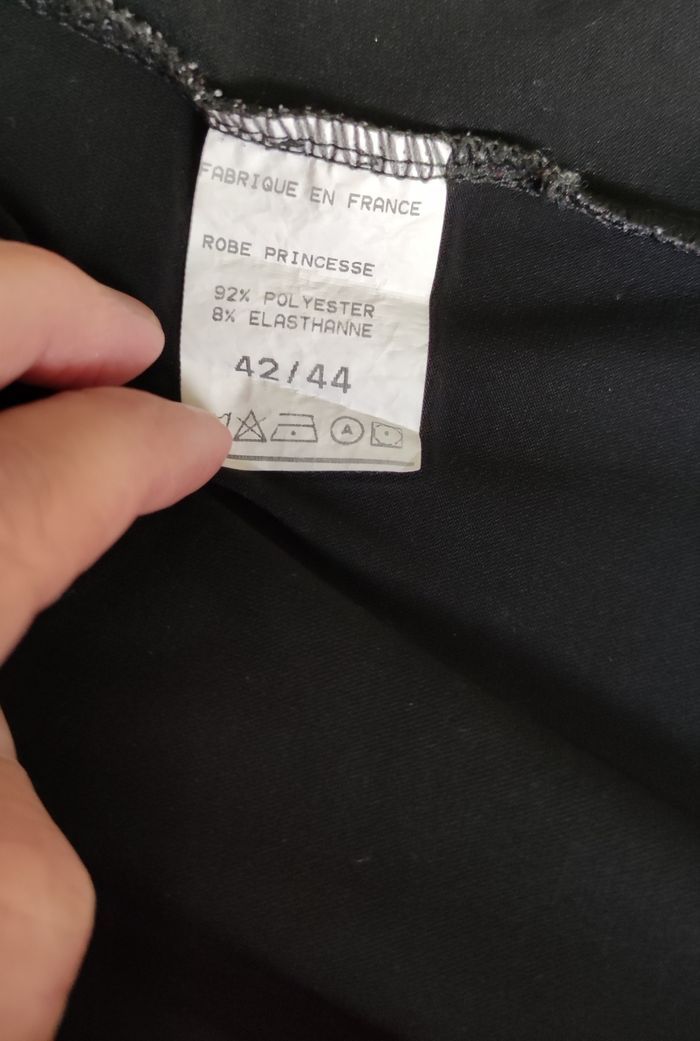 FABRIQUE EN FRANCE
ROBE PRINCESSE
92% POLYESTER
8% ELASTHANNE
42/44
A